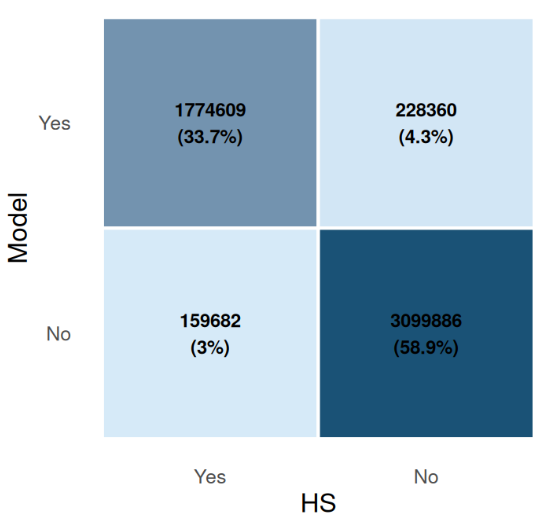 Yes
1774609
(33.7%)
228360
(4.3%)
Model
No
159682
(3%)
3099886
(58.9%)
Yes
No
HS